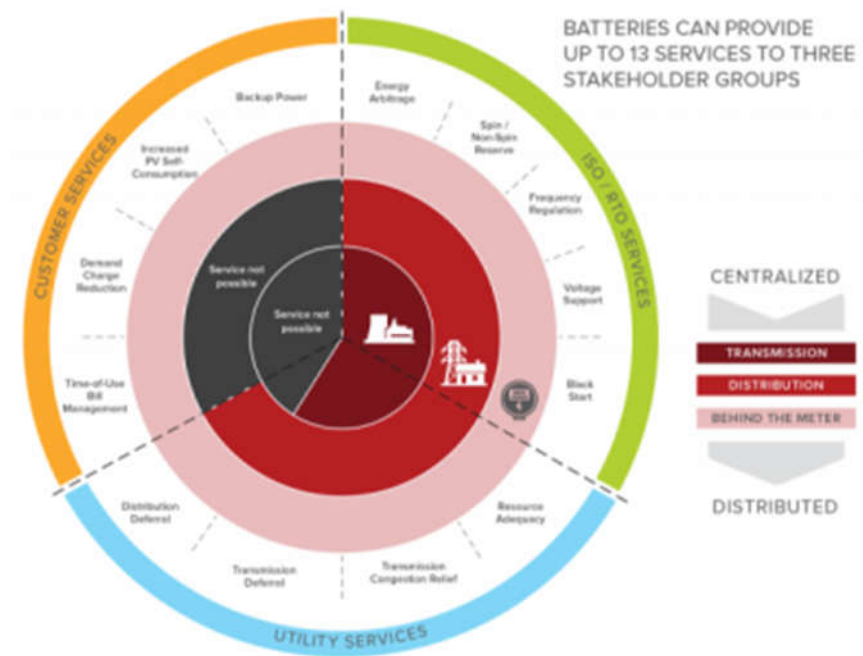 BATTERIES CAN PROVIDE
UP TO 13 SERVICES TO THREE
STAKEHOLDER GROUPS
CUSTOMER SERVICES
ISO / RTO SERVICES
UTILITY SERVICES
Backup Power
Increased
PV Self-
Consumption
Demand
Charge
Reduction
Time-of-Use
Bill
Management
Energy
Arbitrage
Spin /
Non-Spin
Reserve
Frequency
Regulation
Voltage
Support
Black
Start
Resource
Adequacy
Transmission
Congestion Relief
Transmission
Deferral
Distribution
Deferral
Service not
possible
Service not
possible
CENTRALIZED
TRANSMISSION
DISTRIBUTION
BEHIND THE METER
DISTRIBUTED